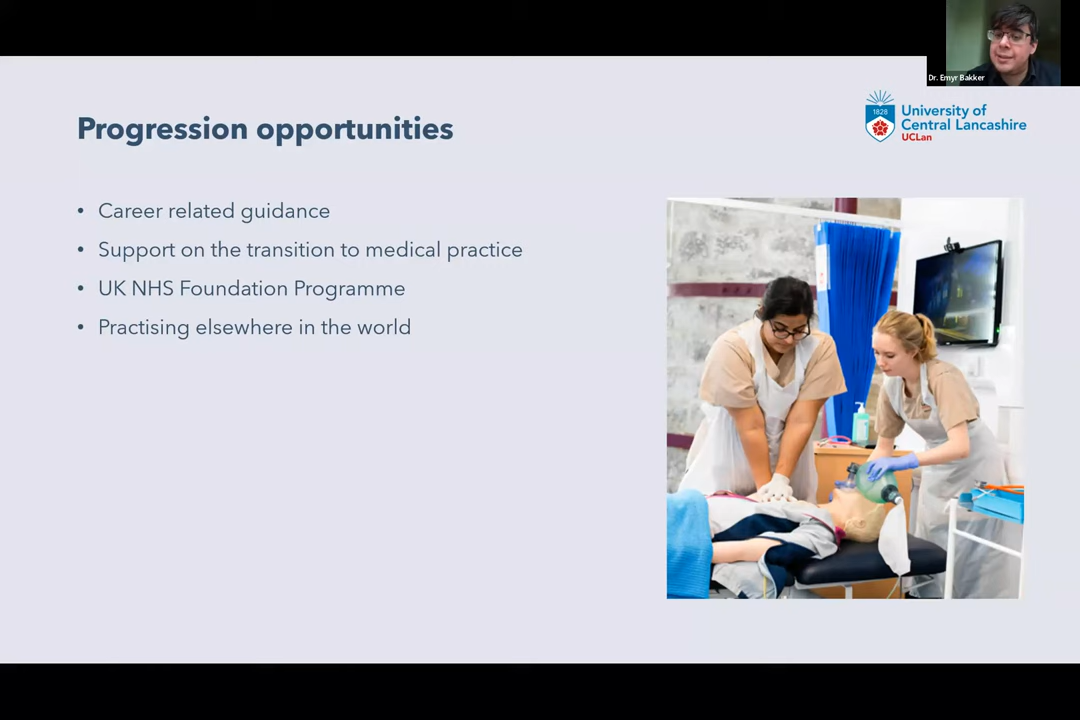 Dr. Emyr Bakker
Progression opportunities
1828
University of
Central Lancashire
UCLan
• Career related guidance
• Support on the transition to medical practice
• UK NHS Foundation Programme
• Practising elsewhere in the world